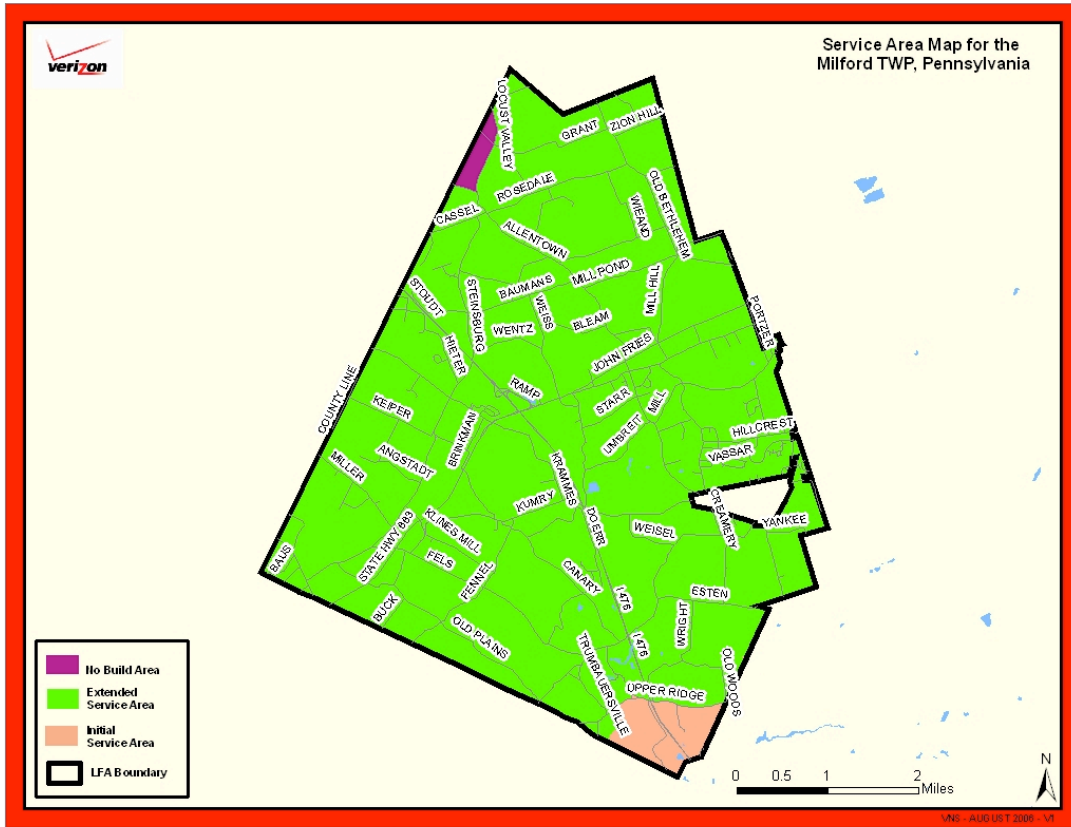 verizon
Service Area Map for the
Milford TWP, Pennsylvania
LOCUST VALLEY
GRANT
ZION HILL
ROSEDALE
CASSEL
OLD BETHLEHEM
WIEAND
ALLENTOWN
MILL POND
BAUMANS
MILL HILL
STOUDT
STEINSBURG
WEISS
WENTZ
BLEAM
PORTZER
HIETER
JOHN FRIES
RAMP
COUNTY LINE
KEIPER
STARR
MILL
UMBREIT
BRINKMAN
HILLCREST
VASSAR
ANGSTADT
MILLER
KRAMMES
KUMRY
CREAMERY
YANKEE
DOERR
WEISEL
STATE HWY 663
KLINES MILL
FELS
FENNEL
BAUS
CANARY
I 476
ESTEN
BUCK
WRIGHT
OLD PLAINS
I 476
TRUMBAUERSVILLE
OLD WOODS
UPPER RIDGE
No Build Area
Extended
Service Area
Initial
Service Area
LFA Boundary
0 0.5 1 2
Miles
N
VNS - AUGUST 2006 - V1